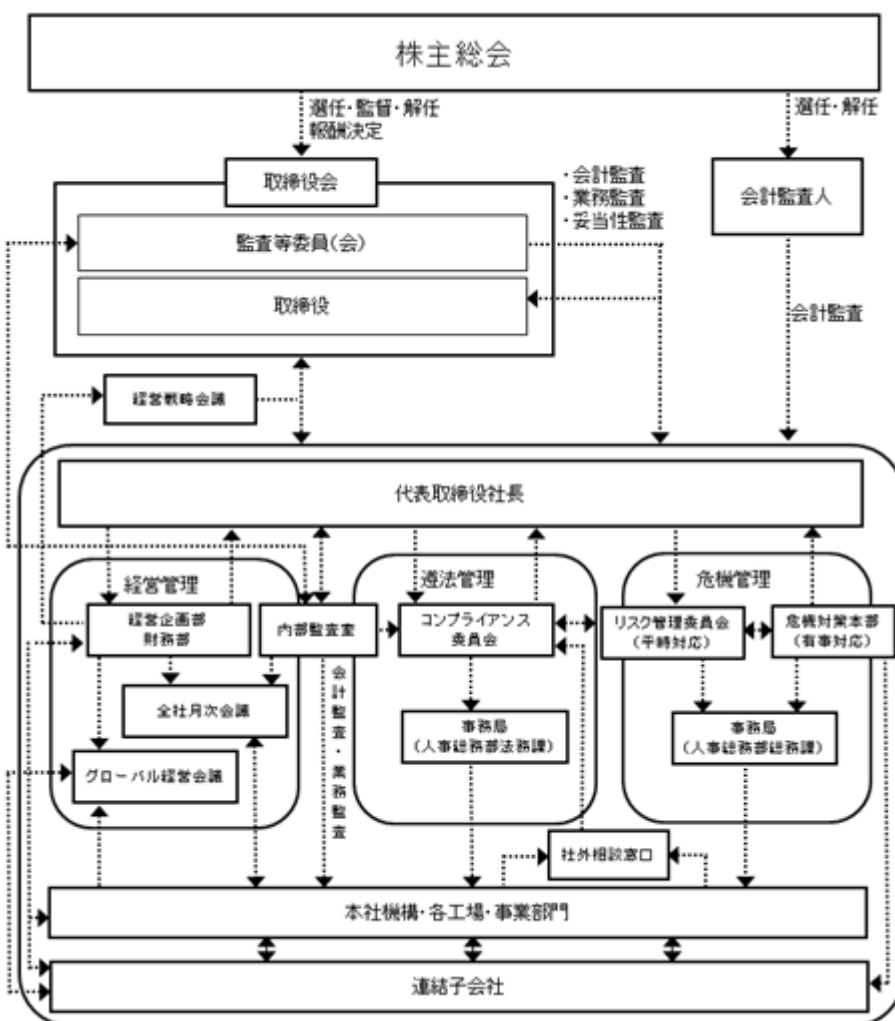 株主総会
選任・監督・解任
報酬決定
選任・解任
取締役会
・会計監査
・業務監査
・妥当性監査
会計監査人
監査等委員(会)
取締役
会計監査
経営戦略会議
代表取締役社長
経営管理
遵法管理
危機管理
経営企画部
財務部
内部監査室
コンプライアンス
委員会
リスク管理委員会
(平時対応)
危機対策本部
(有事対応)
全社月次会議
会計監査・業務監査
事務局
(人事総務部法務課)
事務局
(人事総務部総務課)
グローバル経営会議
社外相談窓口
本社機構・各工場・事業部門
連結子会社